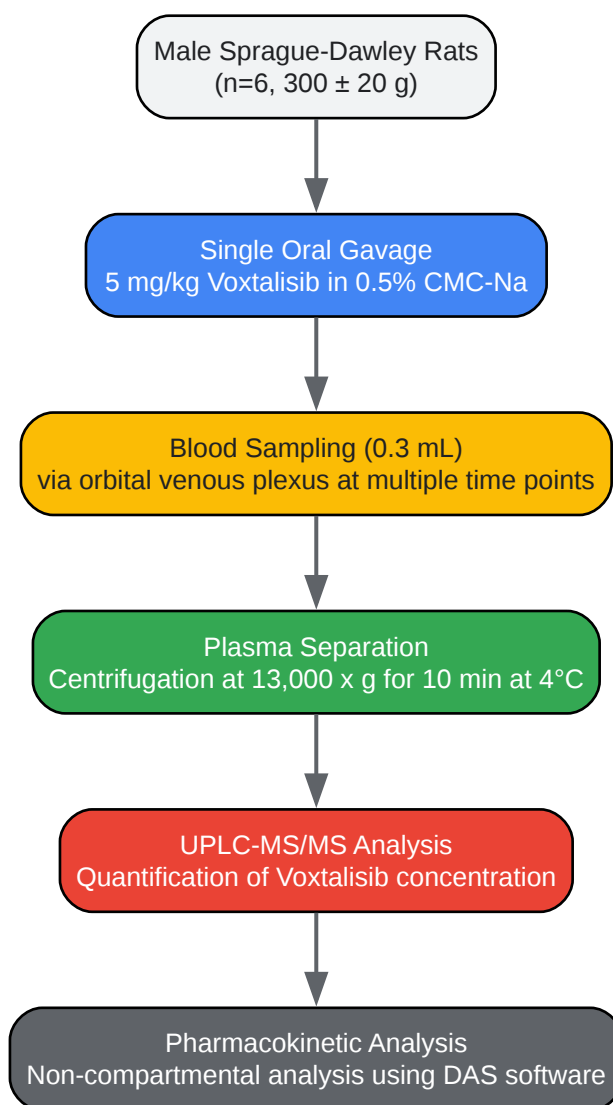 Male Sprague-Dawley Rats
(n=6, 300 ± 20 g)
Single Oral Gavage
5 mg/kg Voxtalisib in 0.5% CMC-Na
Blood Sampling (0.3 mL)
via orbital venous plexus at multiple time points
Plasma Separation
Centrifugation at 13,000 x g for 10 min at 4°C
UPLC-MS/MS Analysis
Quantification of Voxtalisib concentration
Pharmacokinetic Analysis
Non-compartmental analysis using DAS software